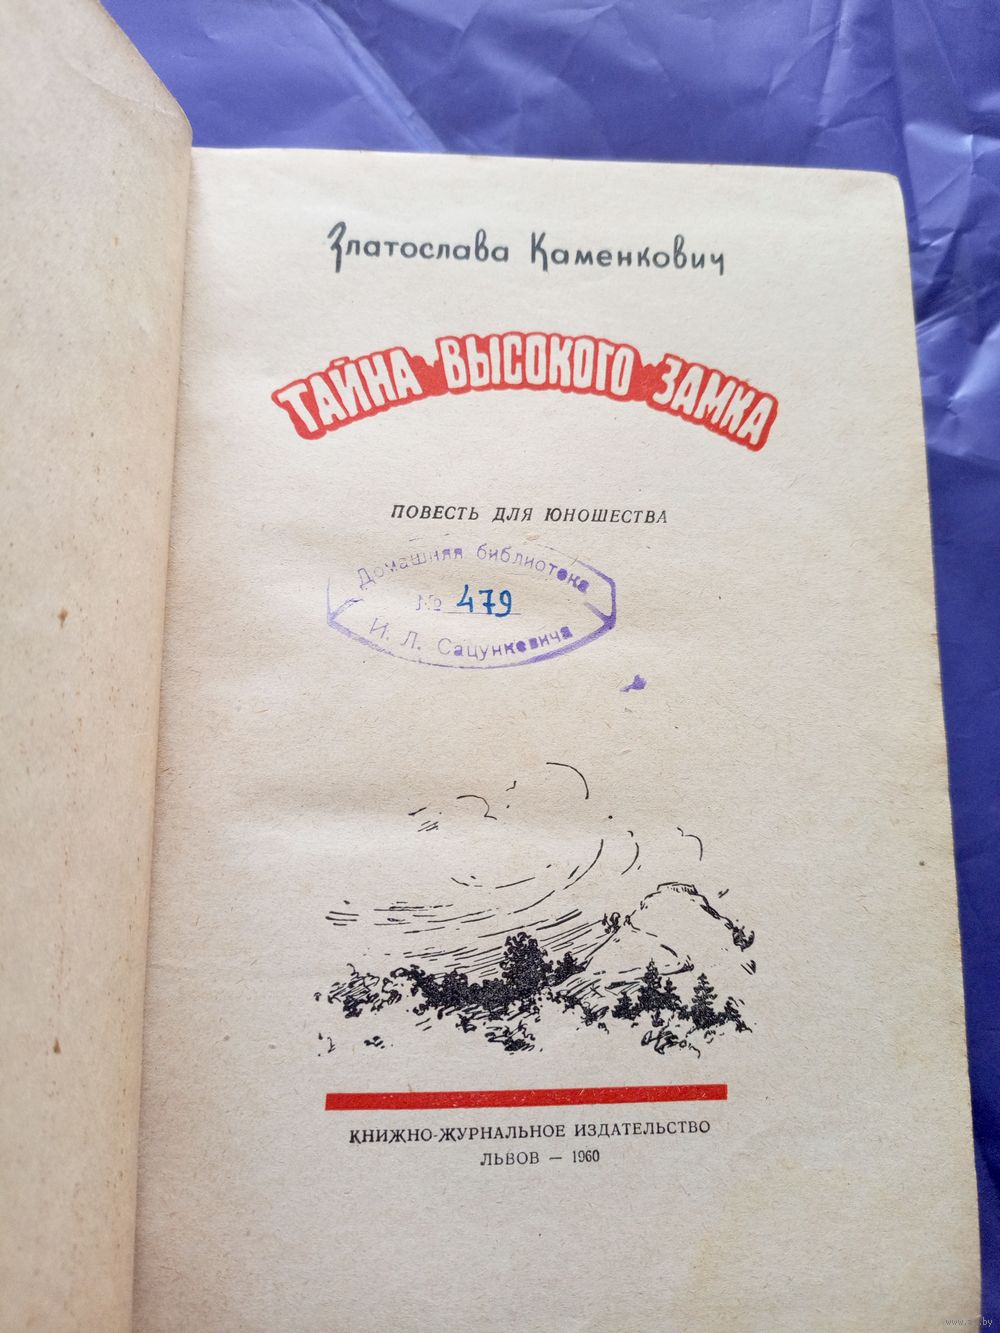 Златослава Каменкович
ТАЙНА ВЫСОКОГО ЗАМКА
ПОВЕСТЬ ДЛЯ ЮНОШЕСТВА
Домашняя библиотека
№ 479
И. Л. Сацункевича
КНИЖНО-ЖУРНАЛЬНОЕ ИЗДАТЕЛЬСТВО
ЛЬВОВ — 1960